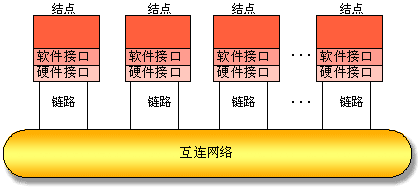 结点 结点 结点 结点
软件接口 软件接口 软件接口 ... 软件接口
硬件接口 硬件接口 硬件接口 硬件接口
链路 链路 链路 ... 链路
互连网络